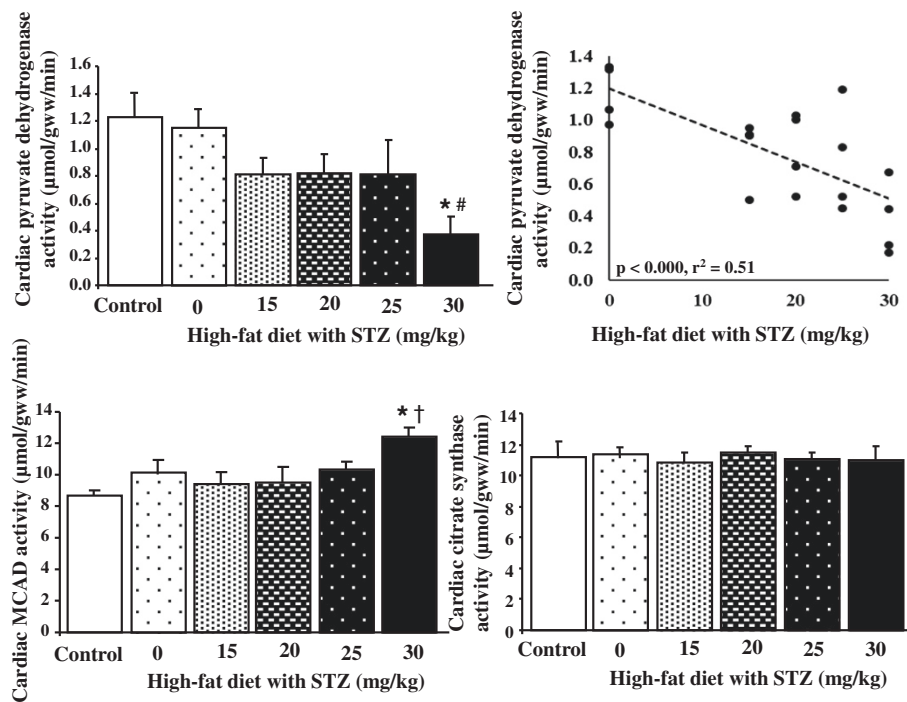 Cardiac pyruvate dehydrogenase
activity (µmol/gww/min)
1.6
1.4
1.2
1.0
0.8
0.6
0.4
0.2
0.0
* #
Control 0 15 20 25 30
High-fat diet with STZ (mg/kg)
Cardiac pyruvate dehydrogenase
activity (µmol/gww/min)
1.4
1.2
1.0
0.8
0.6
0.4
0.2
0.0
p < 0.000, r² = 0.51
0 10 20 30
High-fat diet with STZ (mg/kg)
Cardiac MCAD activity (µmol/gww/min)
14
12
10
8
6
4
2
0
* †
Control 0 15 20 25 30
High-fat diet with STZ (mg/kg)
Cardiac citrate synthase
activity (µmol/gww/min)
14
12
10
8
6
4
2
0
Control 0 15 20 25 30
High-fat diet with STZ (mg/kg)